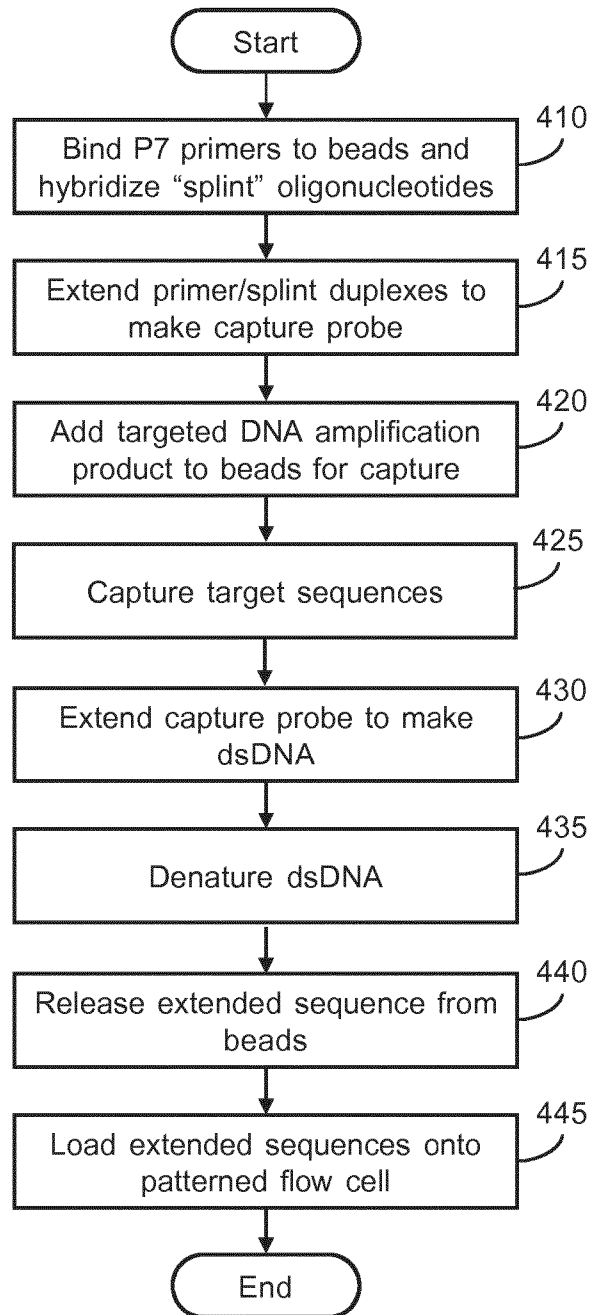 Start
410
Bind P7 primers to beads and
hybridize “splint” oligonucleotides
415
Extend primer/splint duplexes to
make capture probe
420
Add targeted DNA amplification
product to beads for capture
425
Capture target sequences
430
Extend capture probe to make
dsDNA
435
Denature dsDNA
440
Release extended sequence from
beads
445
Load extended sequences onto
patterned flow cell
End